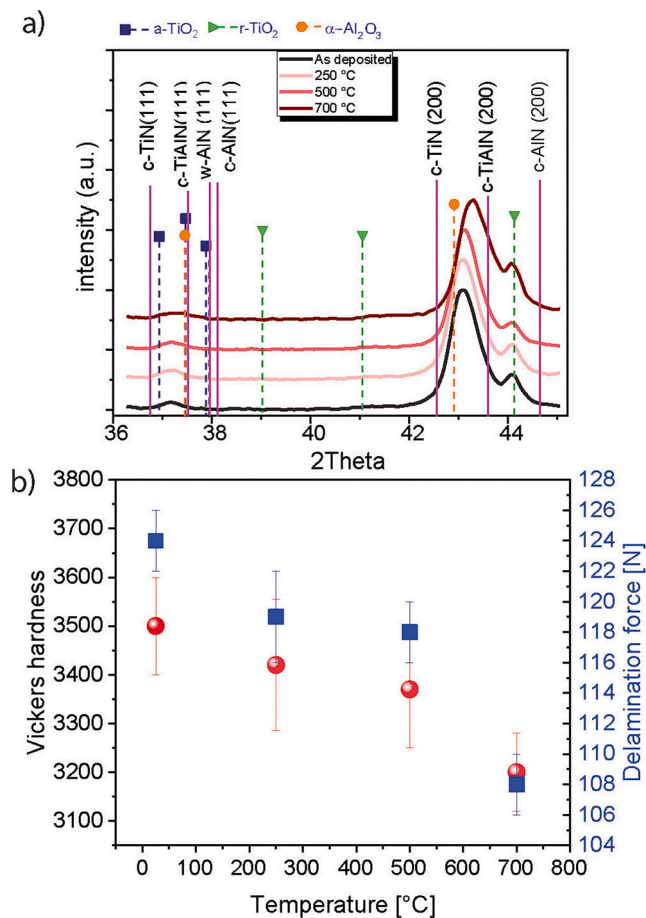 a)
a-TiO₂ r-TiO₂ α-Al₂O₃
As deposited
250 °C
500 °C
700 °C
c-TiN(111)
c-TiAlN(111)
w-AlN (111)
c-AlN(111)
c-TiN (200)
c-TiAlN (200)
c-AlN (200)
intensity (a.u.)
36 38 40 42 44
2Theta
b)
3800
3700
3600
3500
3400
3300
3200
3100
Vickers hardness
128
126
124
122
120
118
116
114
112
110
108
106
104
Delamination force [N]
0 100 200 300 400 500 600 700 800
Temperature [°C]